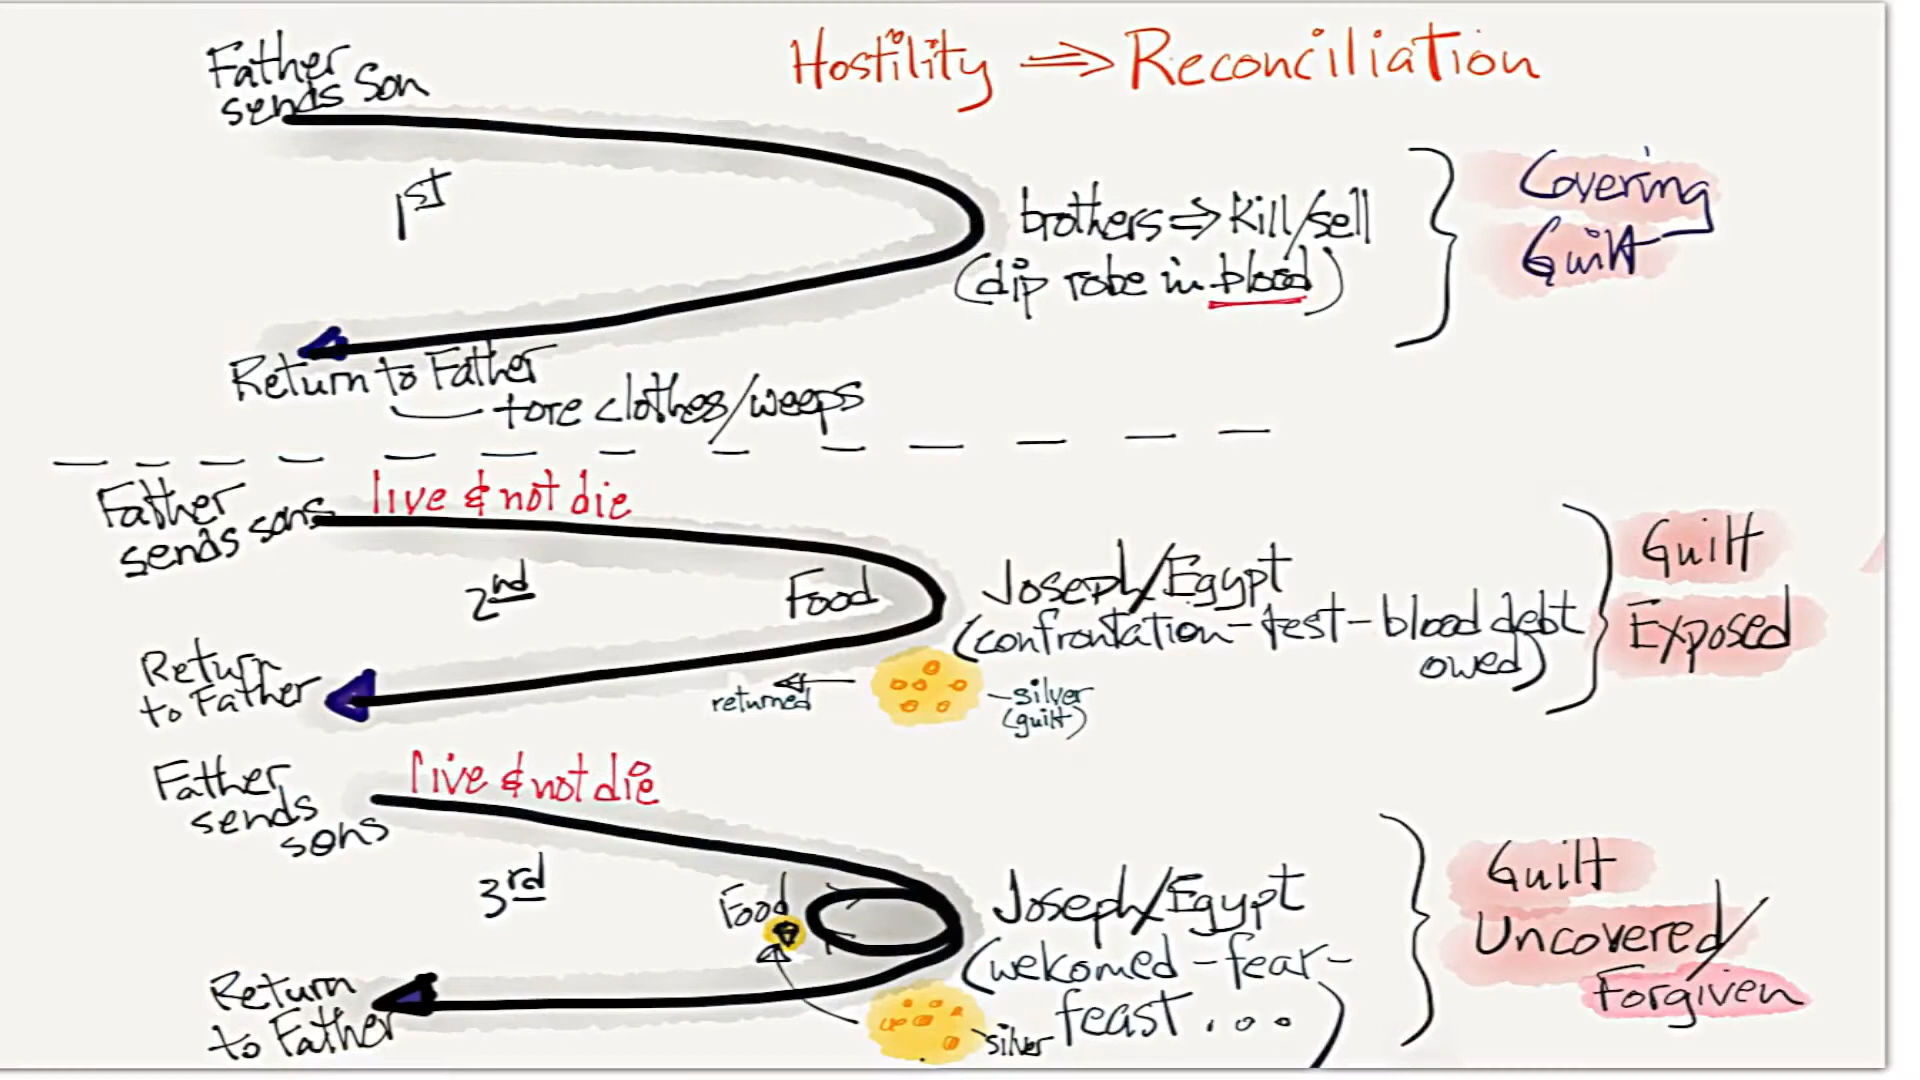 Hostility ⇒ Reconciliation
Father
sends Son
1st
brothers ⇒ Kill/sell
(dip robe in blood)
Covering
Guilt
Return to Father
tore clothes/weeps
Father
sends sons
live & not die
2nd
Food
Joseph/Egypt
(confrontation-test-blood debt
owed)
Guilt
Exposed
Return
to Father
returned
silver
(guilt)
Father
sends
sons
live & not die
3rd
Food
Joseph/Egypt
(welcomed-fear-
feast...)
silver
Guilt
Uncovered/
Forgiven
Return
to Father